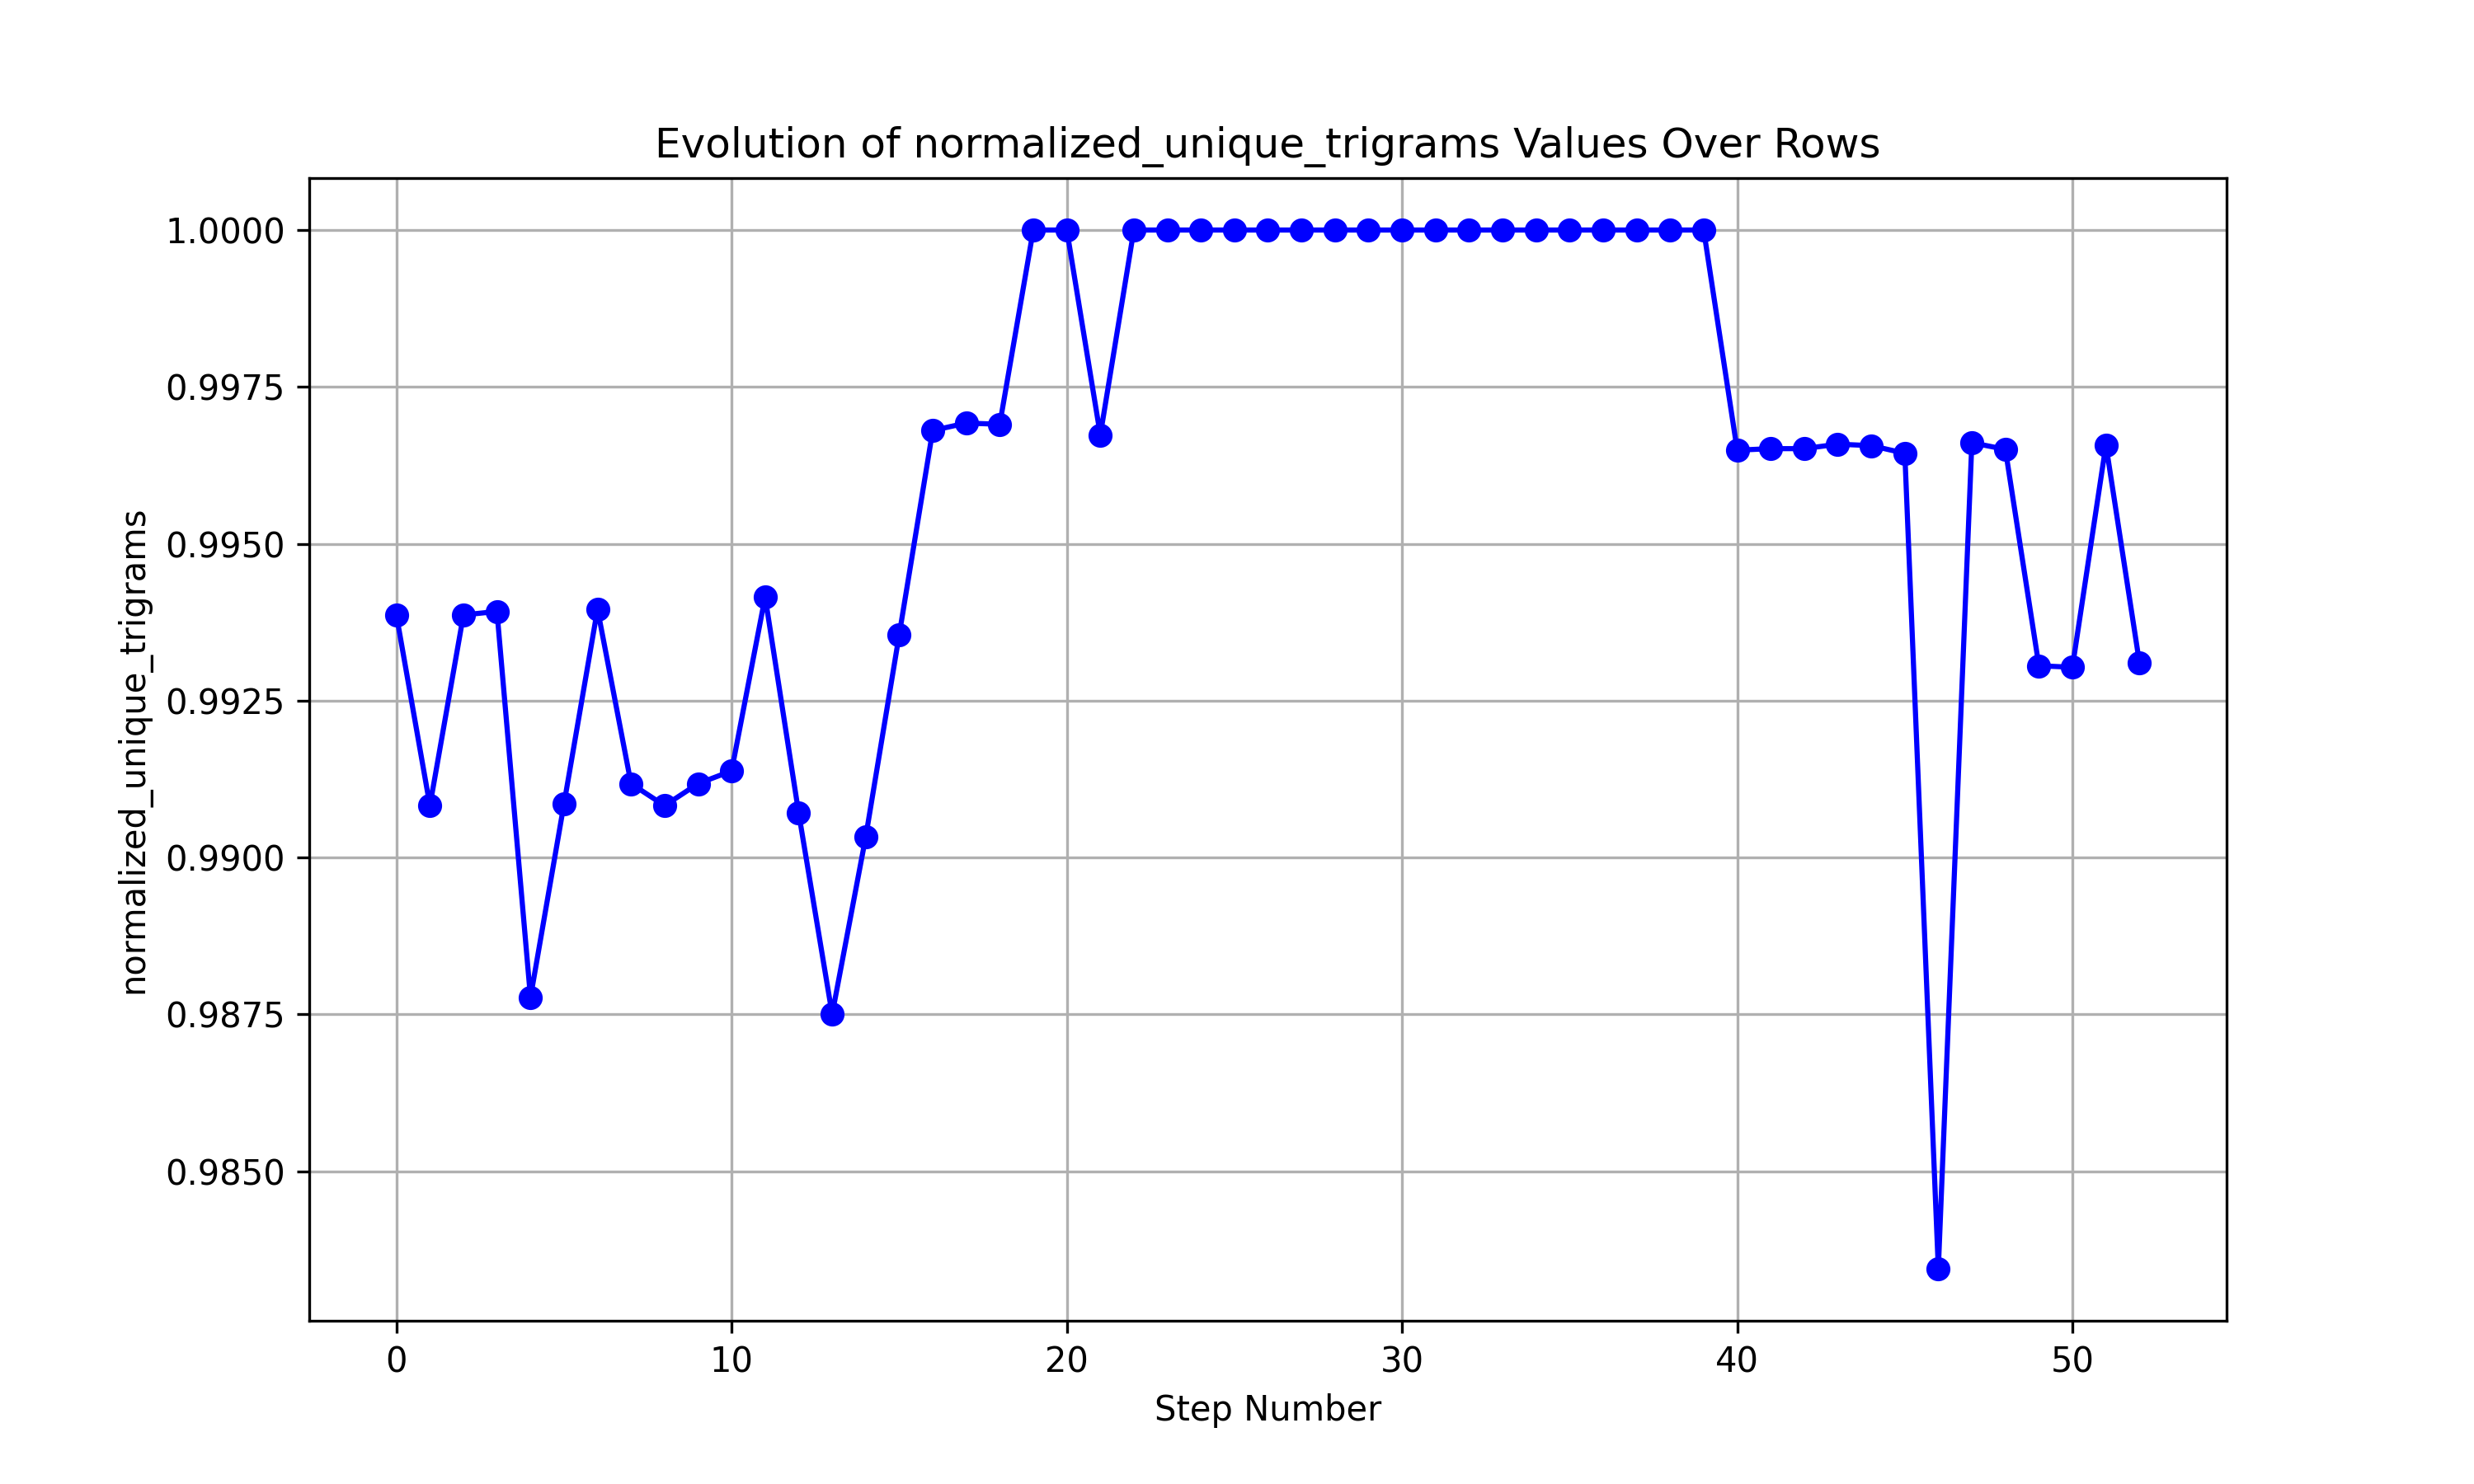 Evolution of normalized_unique_trigrams Values Over Rows
normalized_unique_trigrams
1.0000
0.9975
0.9950
0.9925
0.9900
0.9875
0.9850
0 10 20 30 40 50
Step Number